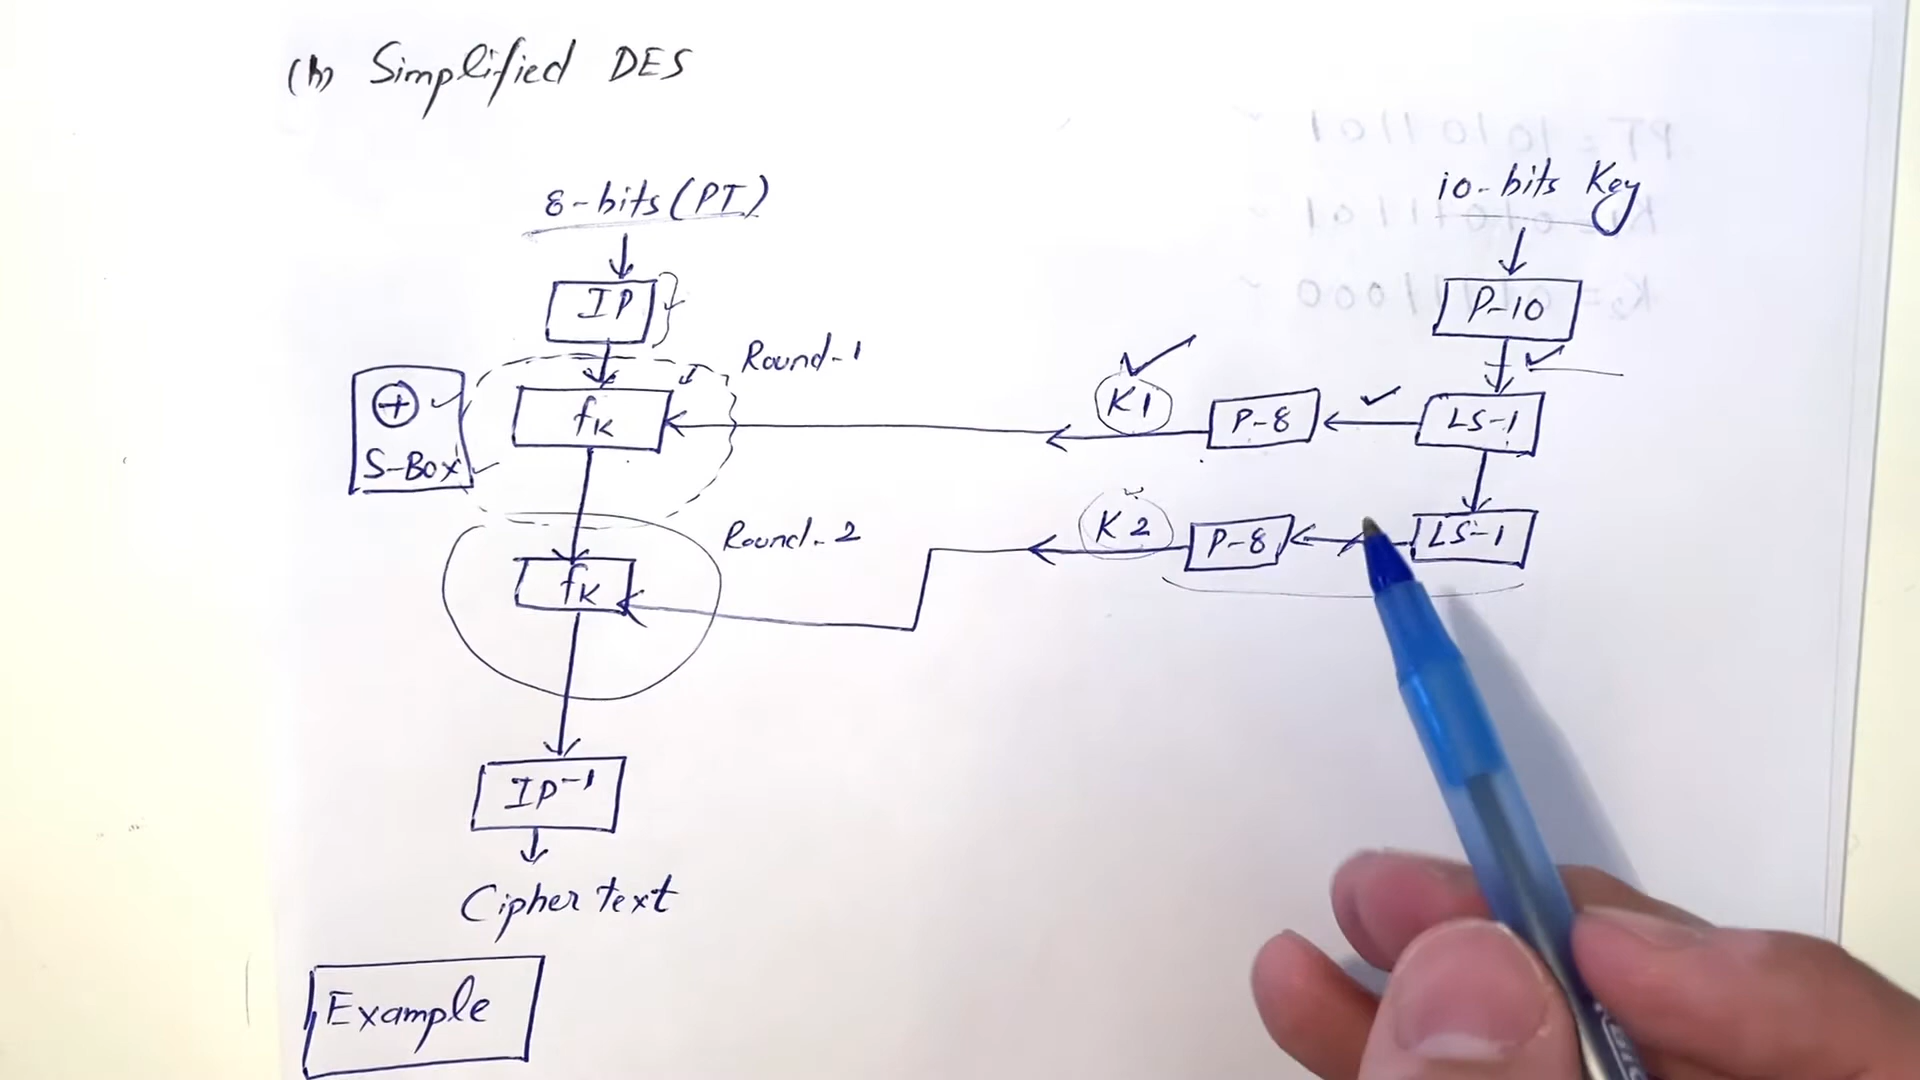 (h) Simplified DES
8-bits (PT)
10-bits Key
IP
P-10
Round-1
K1
P-8
LS-1
fK
S-Box
K2
P-8
LS-1
Round-2
fK
IP-1
Cipher text
Example